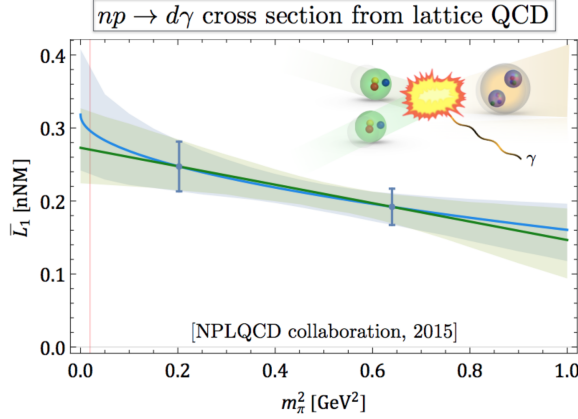 np → dγ cross section from lattice QCD
γ
L̅₁ [nNM]
0.4
0.3
0.2
0.1
0.0
[NPLQCD collaboration, 2015]
0.0 0.2 0.4 0.6 0.8 1.0
m²π [GeV²]